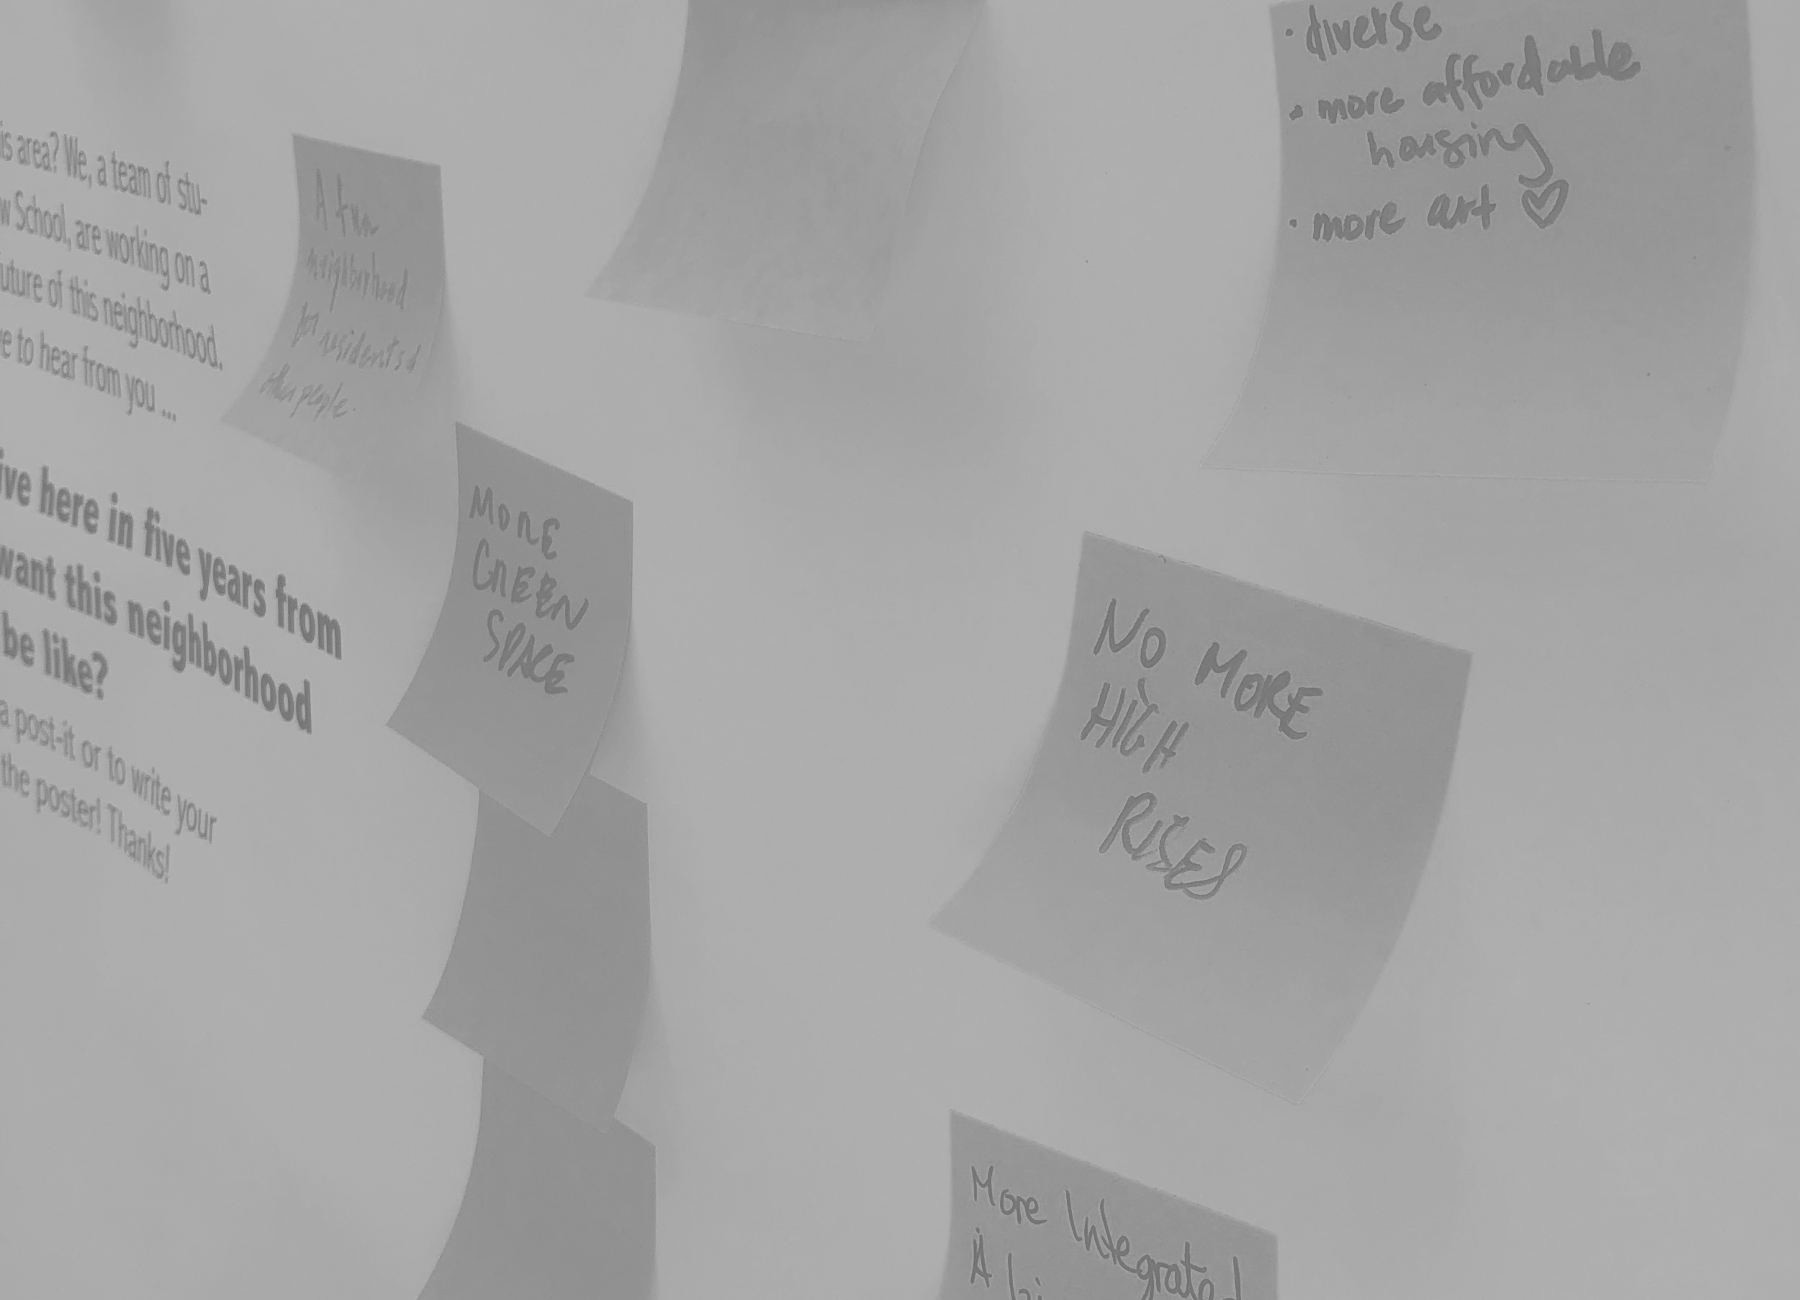 is area? We, a team of stu-
w School, are working on a
uture of this neighborhood.
e to hear from you ...
ive here in five years from
want this neighborhood
be like?
a post-it or to write your
the poster! Thanks!
A fun
neighborhood
for residents &
other people.
MORE
GREEN
SPACE
• diverse
• more affordable
housing
• more art ♡
NO MORE
HIGH
RISES
More Integrated
A